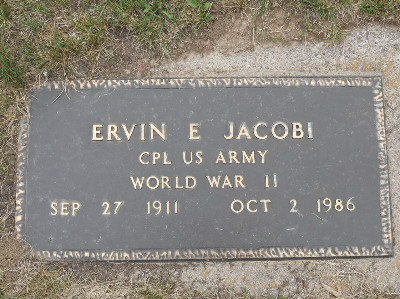 ERVIN E JACOBI
CPL US ARMY
WORLD WAR II
SEP 27 1911 OCT 2 1986